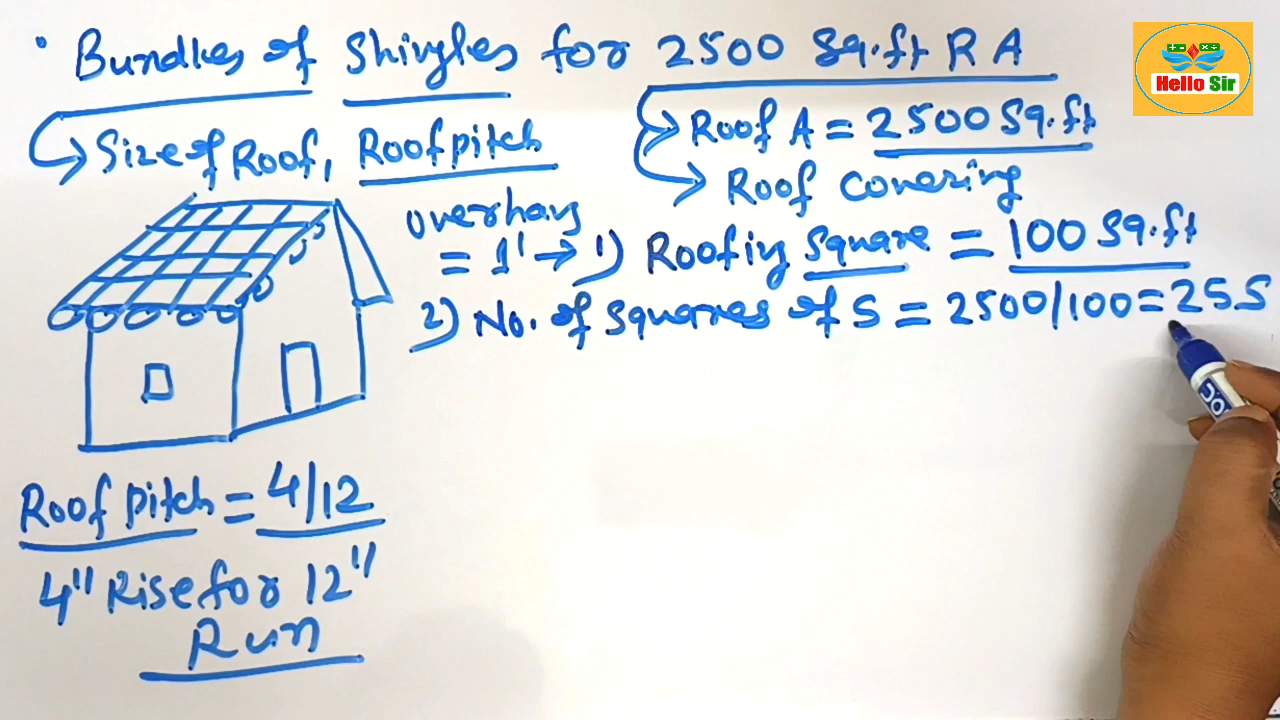 • Bundles of Shingles for 2500 Sq.ft R A
Size of Roof, Roof pitch
Roof A = 2500 Sq.ft
Roof covering
overhang
= 1' → 1) Roofing square = 100 Sq.ft
2) No. of squares of S = 2500/100 = 25 S
Roof pitch = 4/12
4" Rise for 12"
Run
Hello Sir